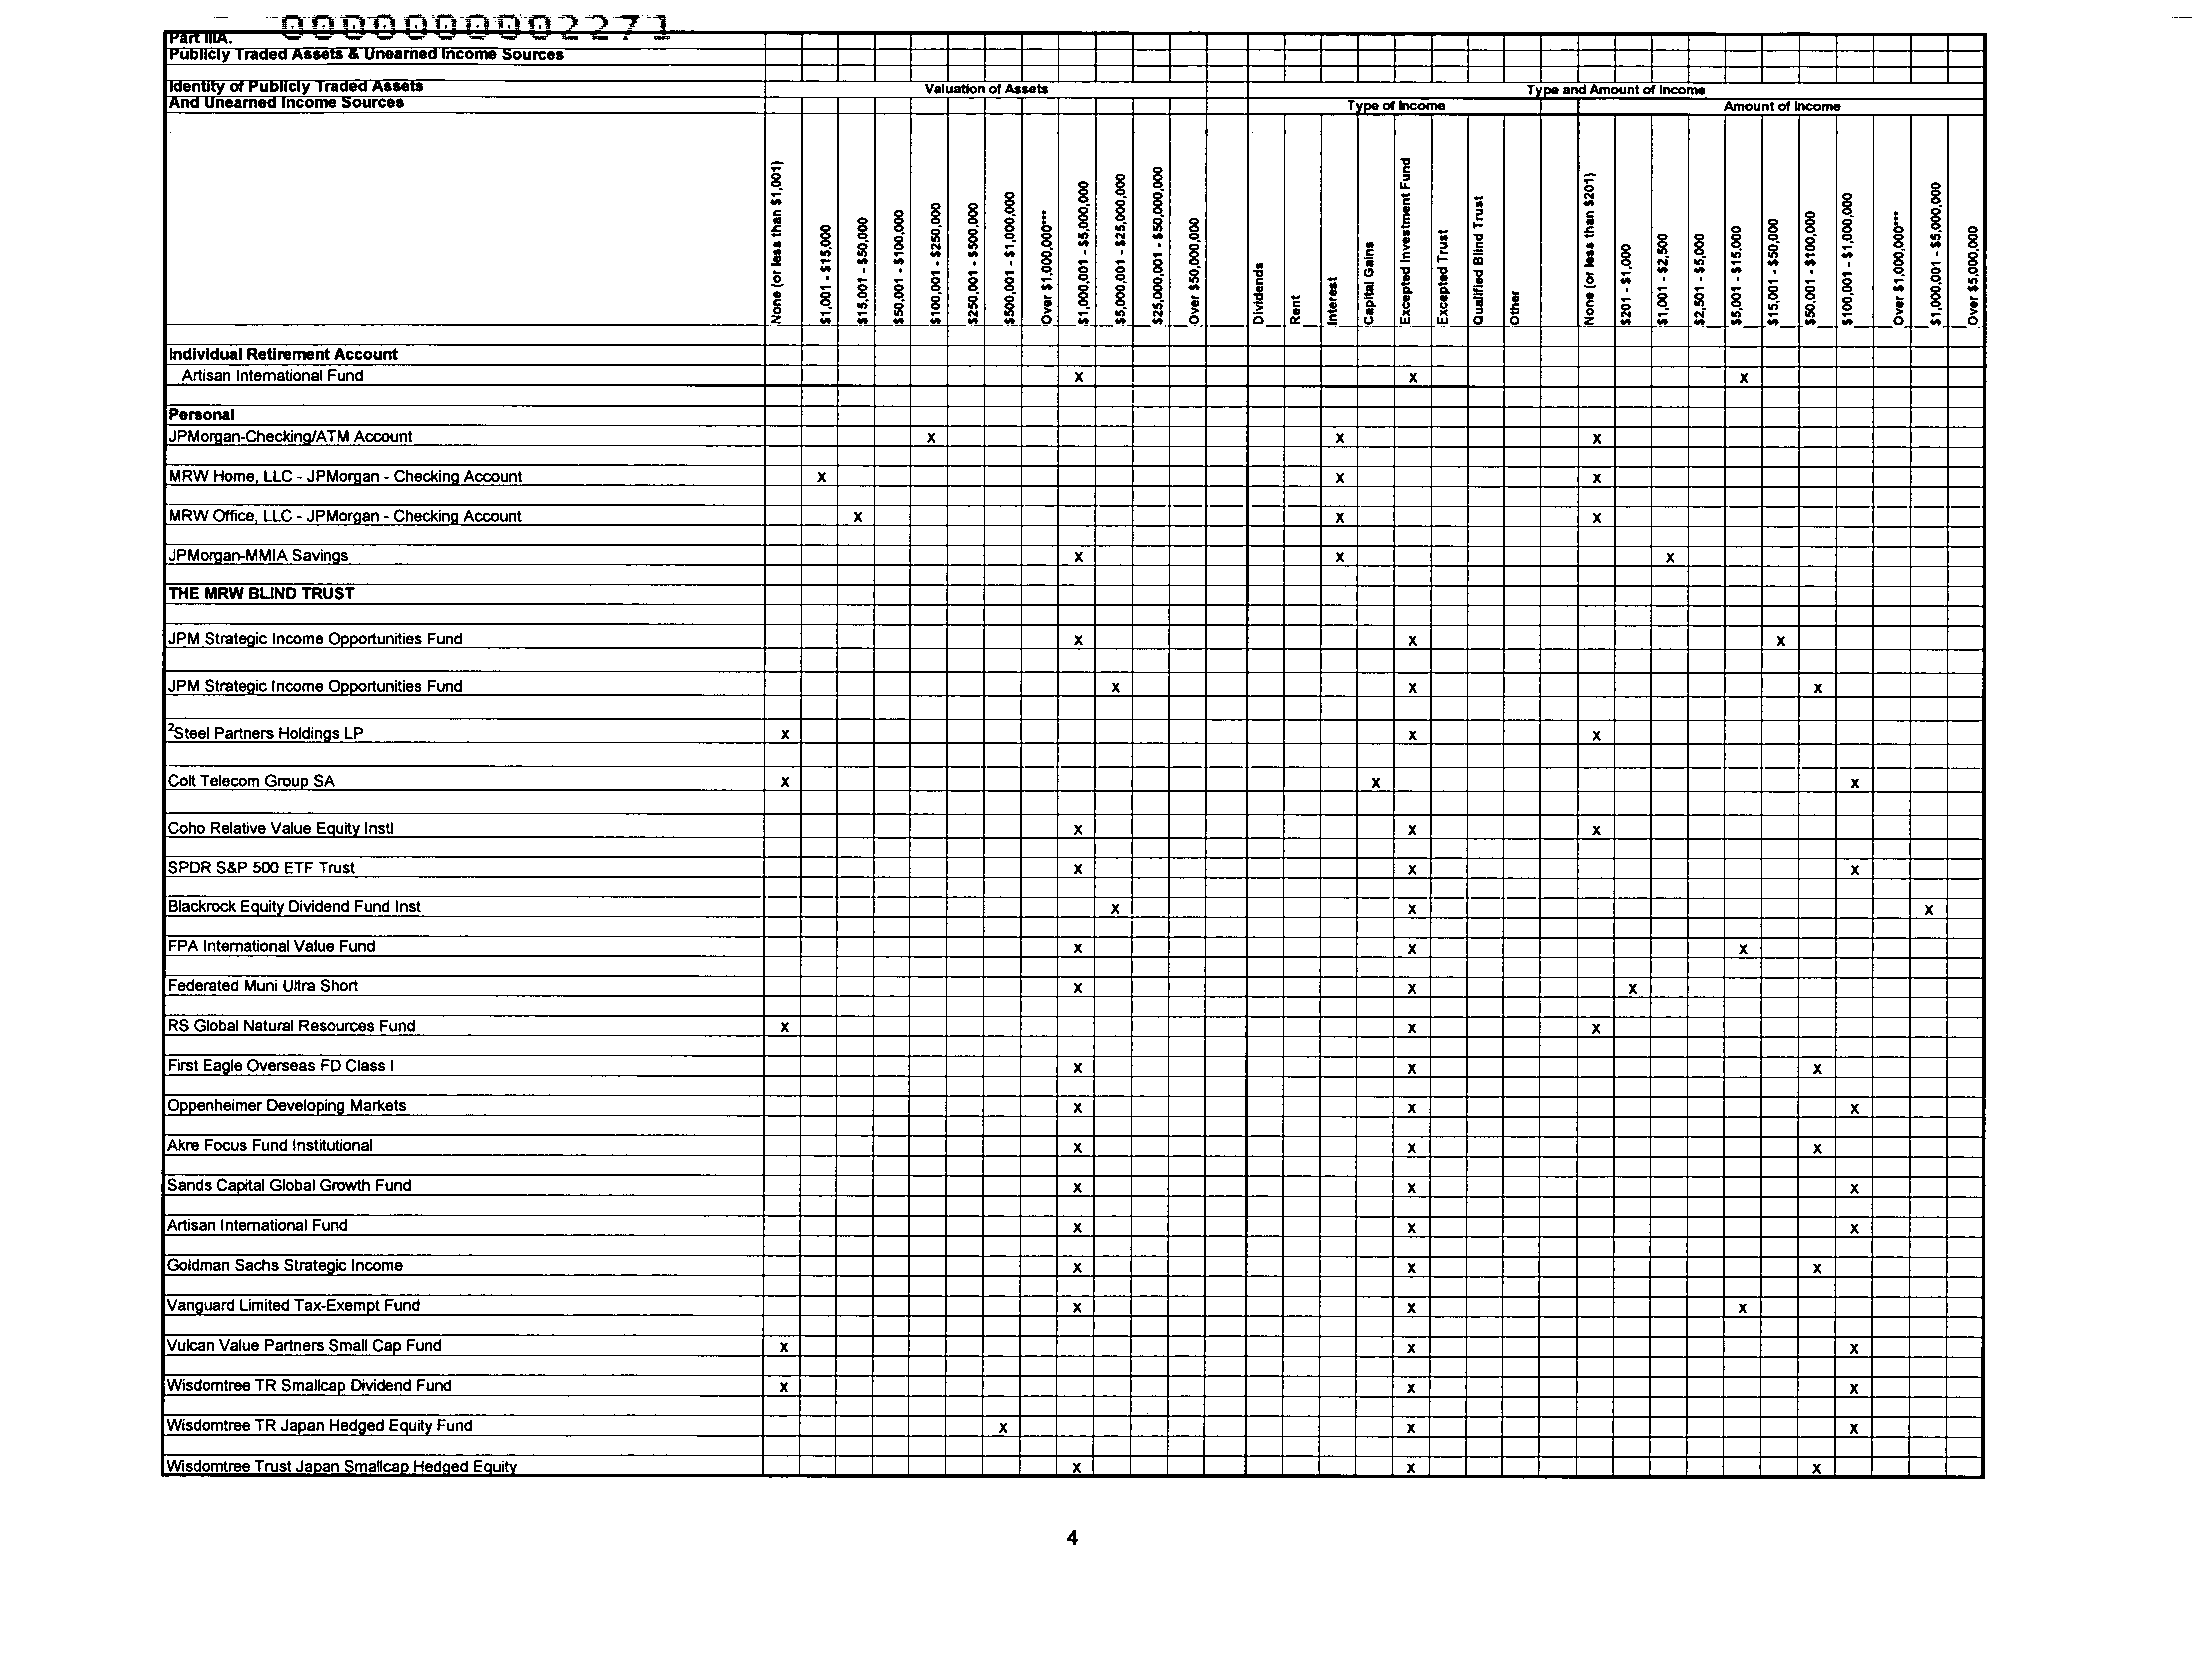 000000002271
Part IIIA.
Publicly Traded Assets & Unearned Income Sources
Identity of Publicly Traded Assets
And Unearned Income Sources
Valuation of Assets
Type and Amount of Income
Type of Income
Amount of Income
None (or less than $1,001)
$1,001 - $15,000
$15,001 - $50,000
$50,001 - $100,000
$100,001 - $250,000
$250,001 - $500,000
$500,001 - $1,000,000
Over $1,000,000***
$1,000,001 - $5,000,000
$5,000,001 - $25,000,000
$25,000,001 - $50,000,000
Over $50,000,000
Dividends
Rent
Interest
Capital Gains
Excepted Investment Fund
Excepted Trust
Qualified Blind Trust
Other
None (or less than $201)
$201 - $1,000
$1,001 - $2,500
$2,501 - $5,000
$5,001 - $15,000
$15,001 - $50,000
$50,001 - $100,000
$100,001 - $1,000,000
Over $1,000,000***
$1,000,001 - $5,000,000
Over $5,000,000
Individual Retirement Account
Artisan International Fund x x x
Personal
JPMorgan-Checking/ATM Account x x x
MRW Home, LLC - JPMorgan - Checking Account x x x
MRW Office, LLC - JPMorgan - Checking Account x x x
JPMorgan-MMIA Savings x x x
THE MRW BLIND TRUST
JPM Strategic Income Opportunities Fund x x x
JPM Strategic Income Opportunities Fund x x x
²Steel Partners Holdings LP x x x
Colt Telecom Group SA x x x
Coho Relative Value Equity Instl x x x
SPDR S&P 500 ETF Trust x x x
Blackrock Equity Dividend Fund Inst x x x
FPA International Value Fund x x x
Federated Muni Ultra Short x x x
RS Global Natural Resources Fund x x x
First Eagle Overseas FD Class I x x x
Oppenheimer Developing Markets x x x
Akre Focus Fund Institutional x x x
Sands Capital Global Growth Fund x x x
Artisan International Fund x x x
Goldman Sachs Strategic Income x x x
Vanguard Limited Tax-Exempt Fund x x x
Vulcan Value Partners Small Cap Fund x x x
Wisdomtree TR Smallcap Dividend Fund x x x
Wisdomtree TR Japan Hedged Equity Fund x x x
Wisdomtree Trust Japan Smallcap Hedged Equity x x x
4